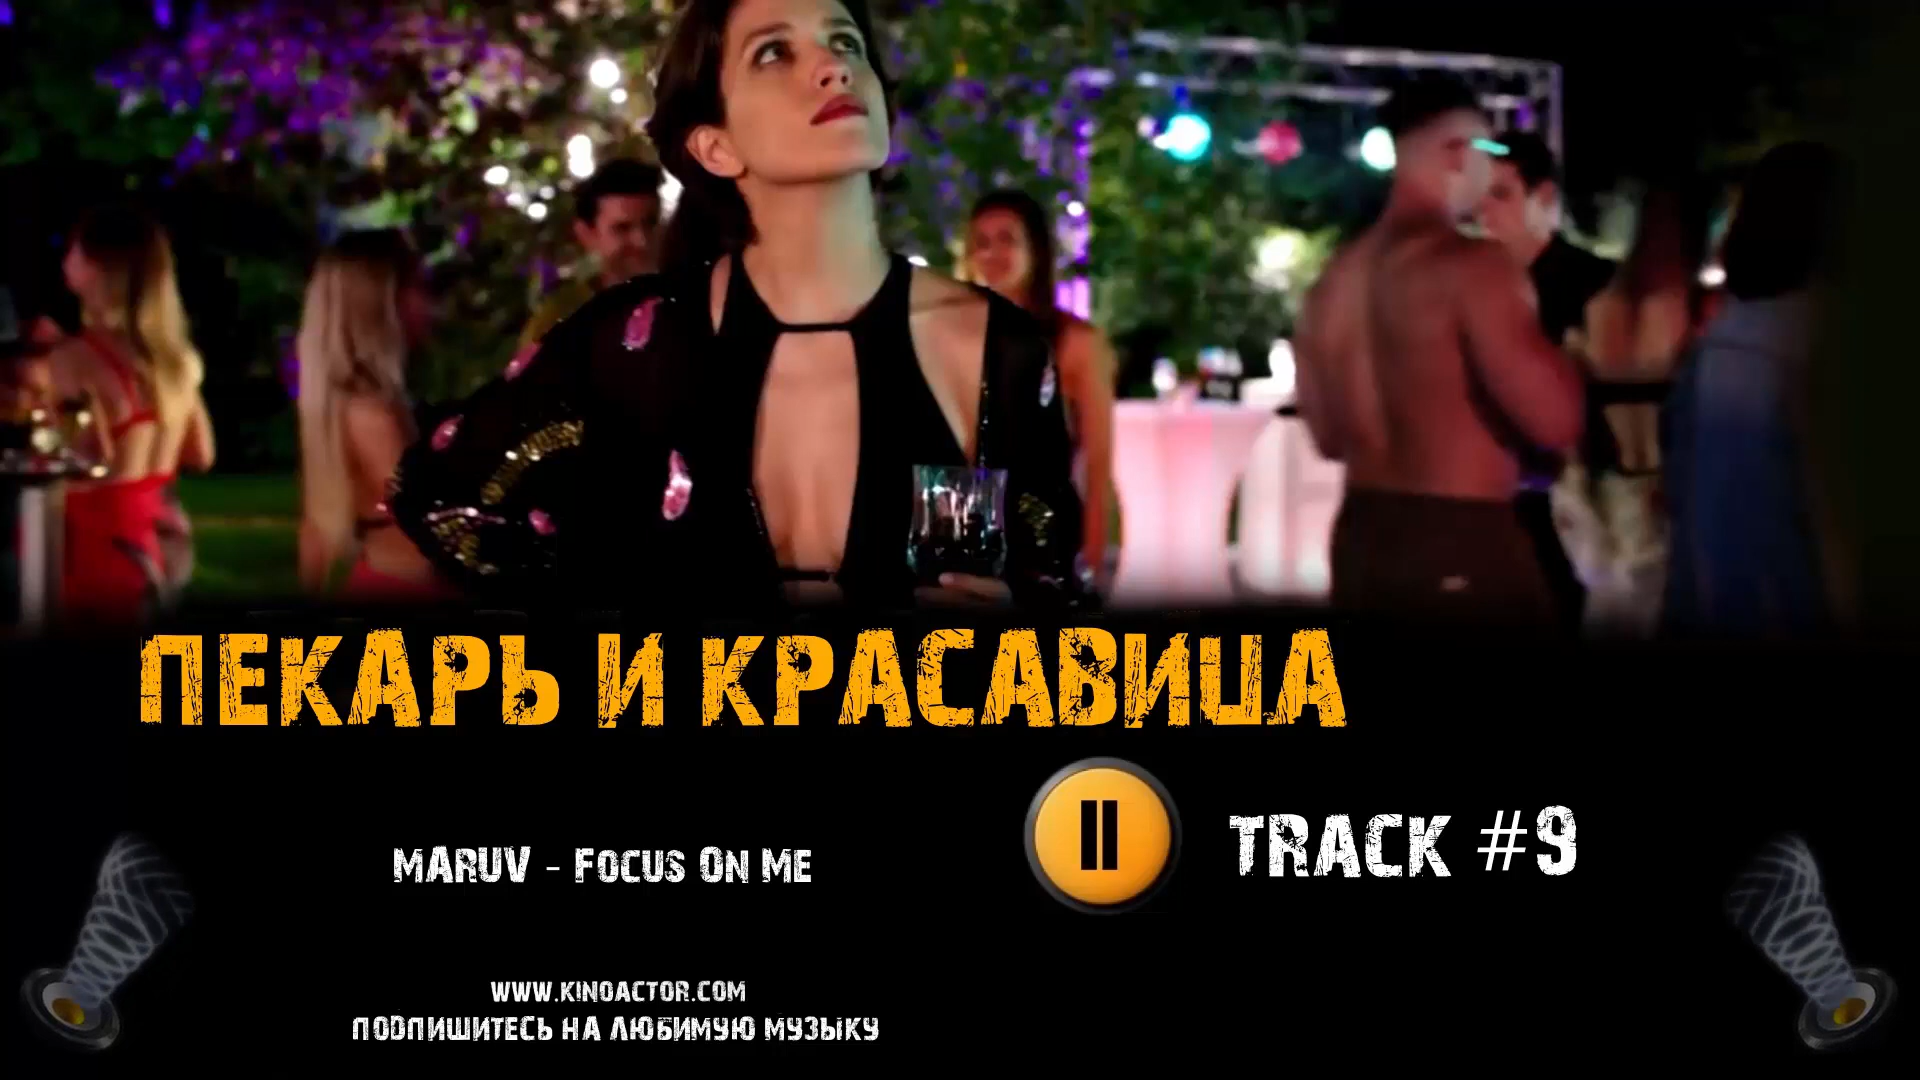 ПЕКАРЬ И КРАСАВИЦА
MARUV - FOCUS ON ME
TRACK #9
WWW.KINOACTOR.COM
ПОДПИШИТЕСЬ НА ЛЮБИМУЮ МУЗЫКУ